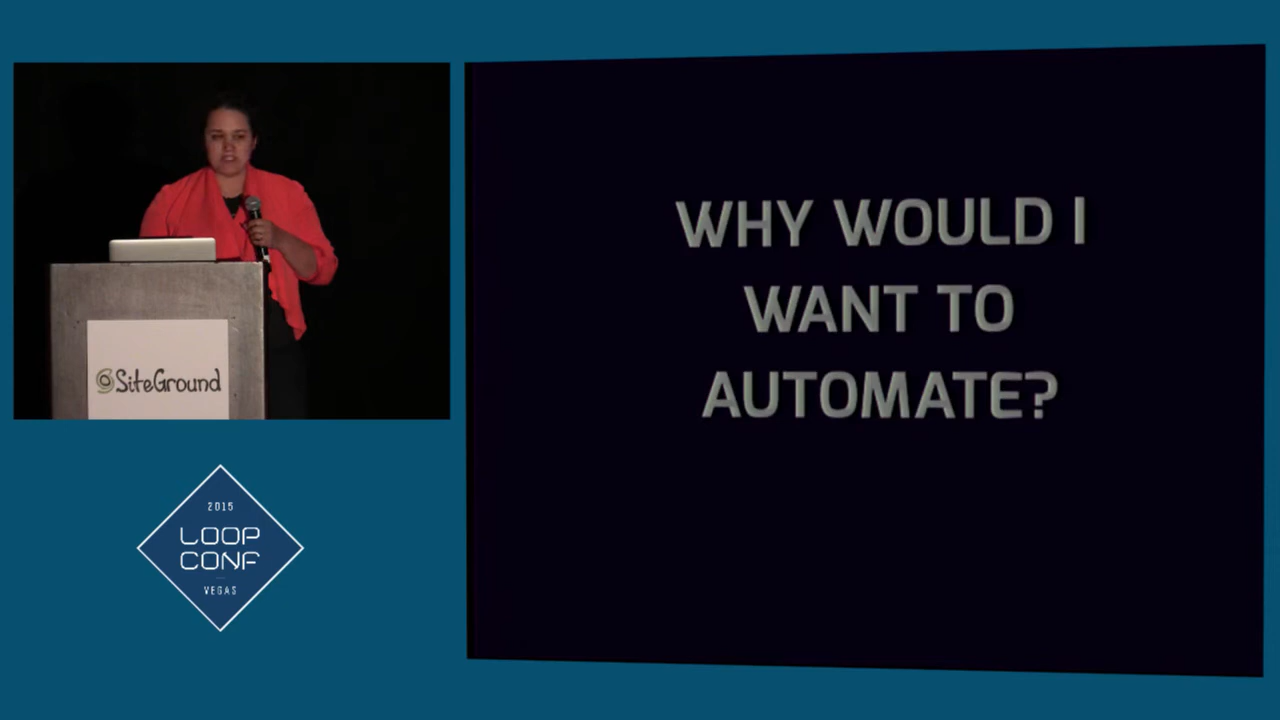 WHY WOULD I
WANT TO
AUTOMATE?
SiteGround
2015
LOOP
CONF
VEGAS